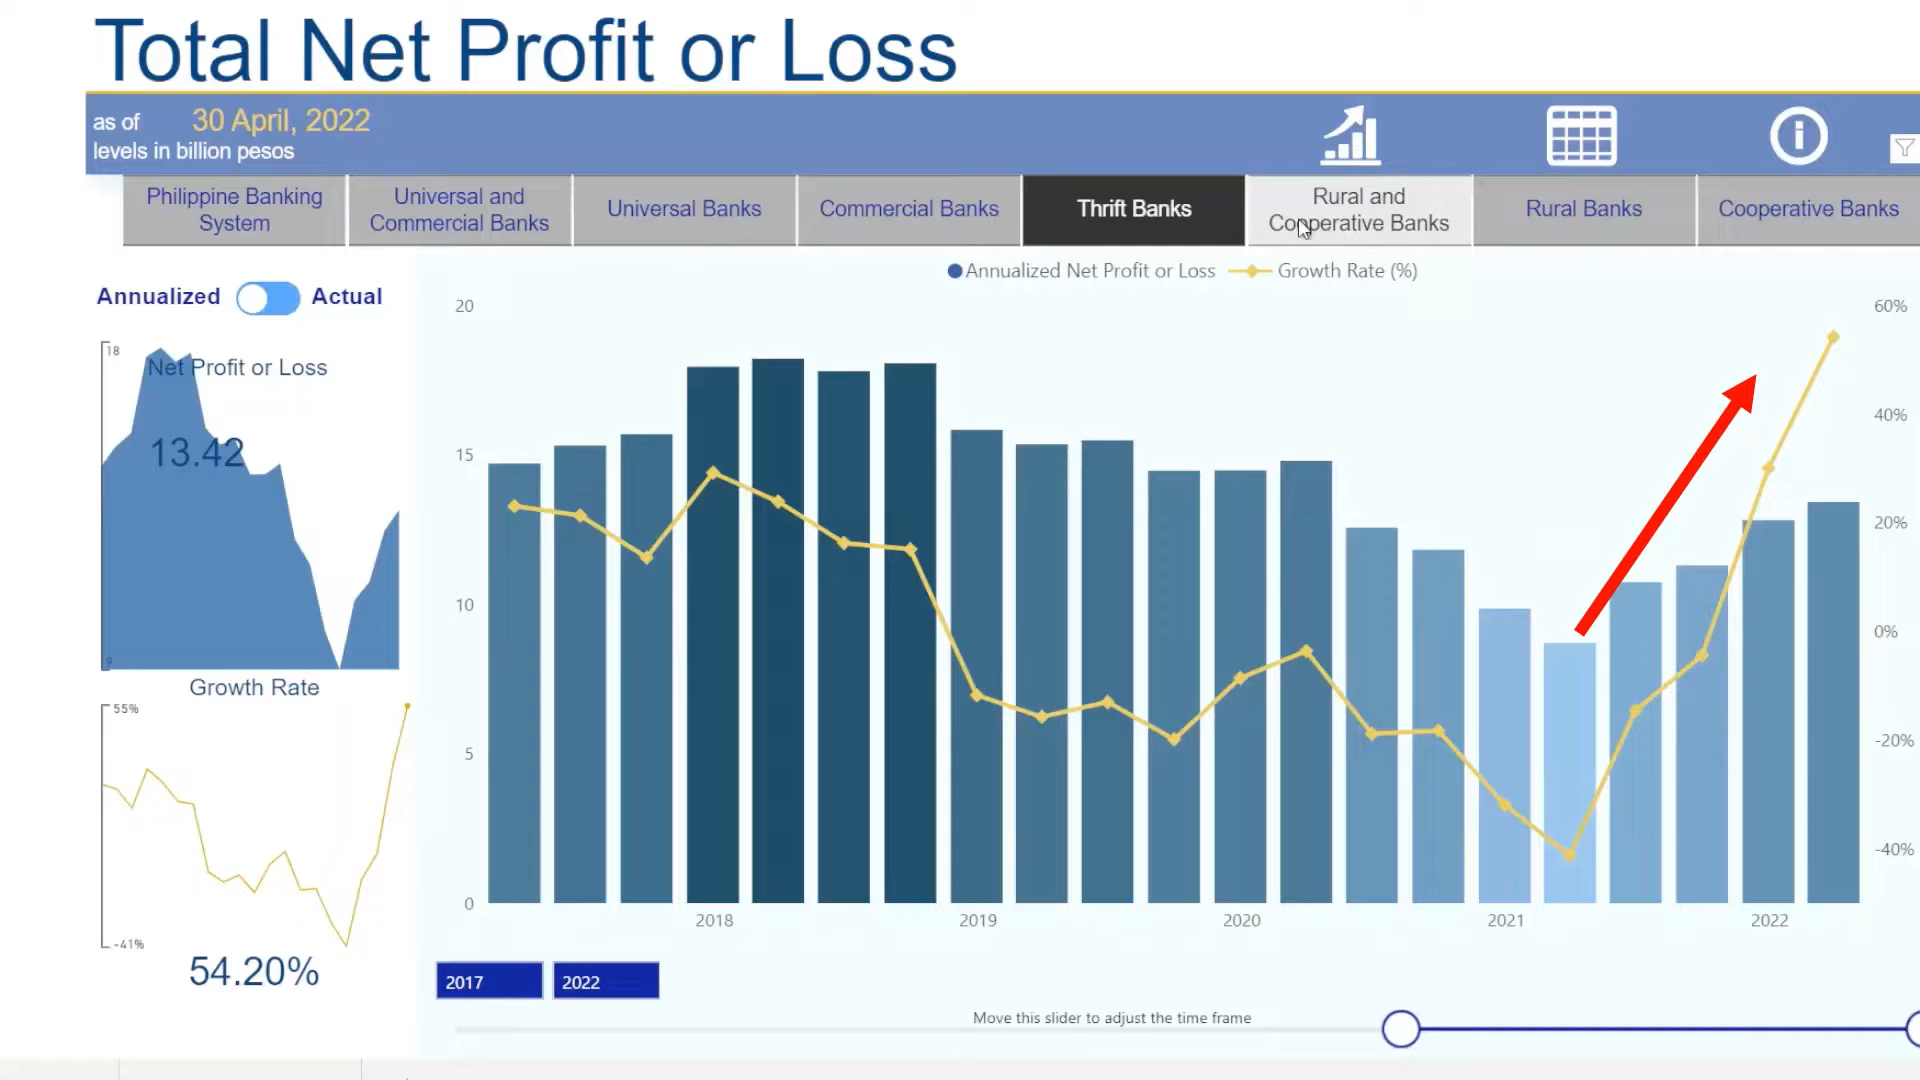 Total Net Profit or Loss
as of 30 April, 2022
levels in billion pesos
Philippine Banking
System
Universal and
Commercial Banks
Universal Banks
Commercial Banks
Thrift Banks
Rural and
Cooperative Banks
Rural Banks
Cooperative Banks
Annualized Actual
Annualized Net Profit or Loss Growth Rate (%)
18
Net Profit or Loss
13.42
9
Growth Rate
55%
-41%
54.20%
20
15
10
5
0
60%
40%
20%
0%
-20%
-40%
2018 2019 2020 2021 2022
2017 2022
Move this slider to adjust the time frame